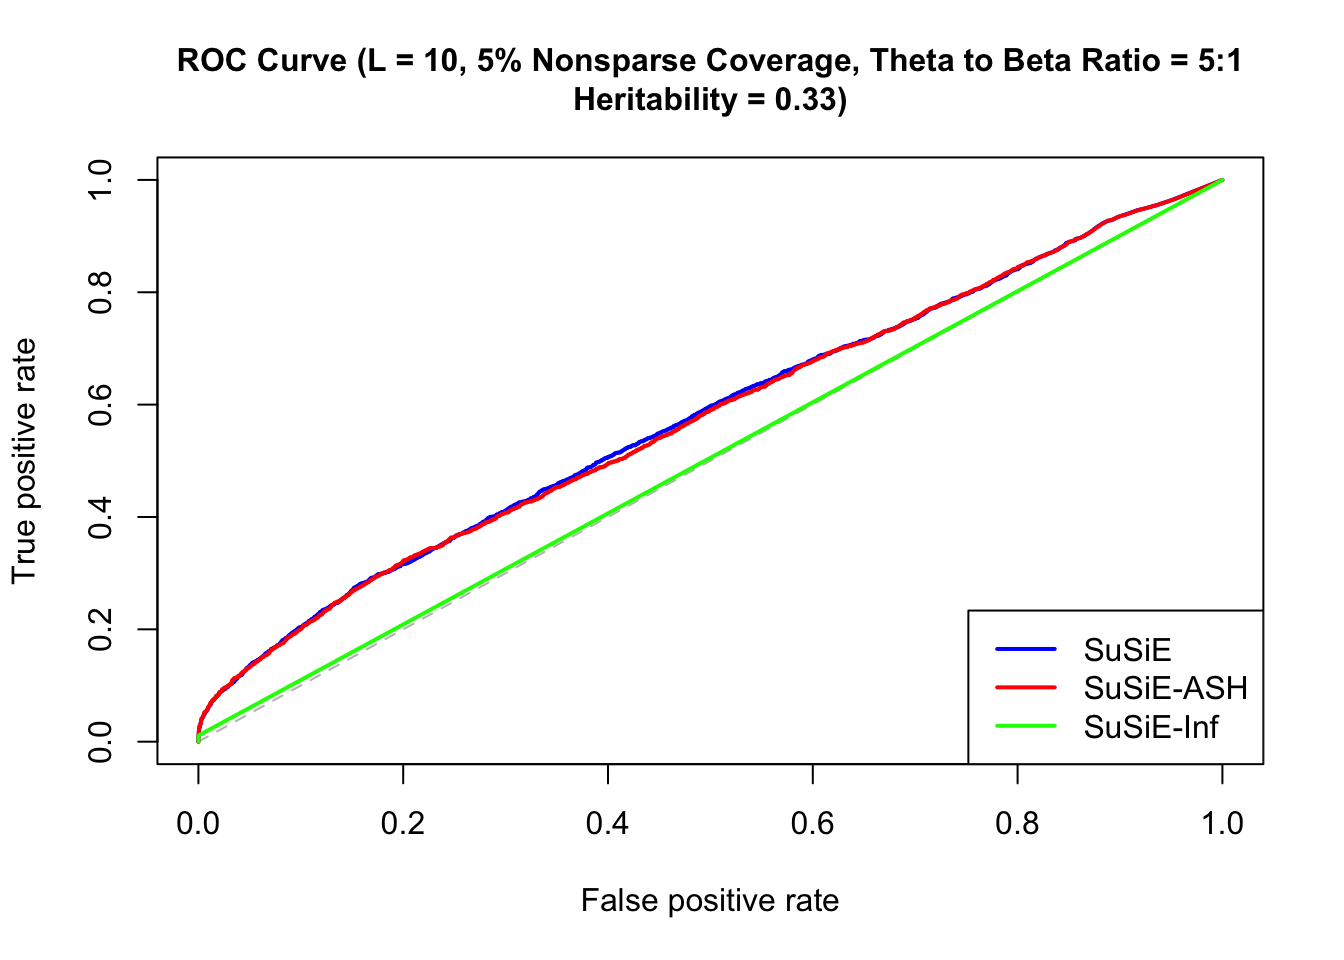 ROC Curve (L = 10, 5% Nonsparse Coverage, Theta to Beta Ratio = 5:1
Heritability = 0.33)
True positive rate
1.0
0.8
0.6
0.4
0.2
0.0
SuSiE
SuSiE-ASH
SuSiE-Inf
0.0 0.2 0.4 0.6 0.8 1.0
False positive rate